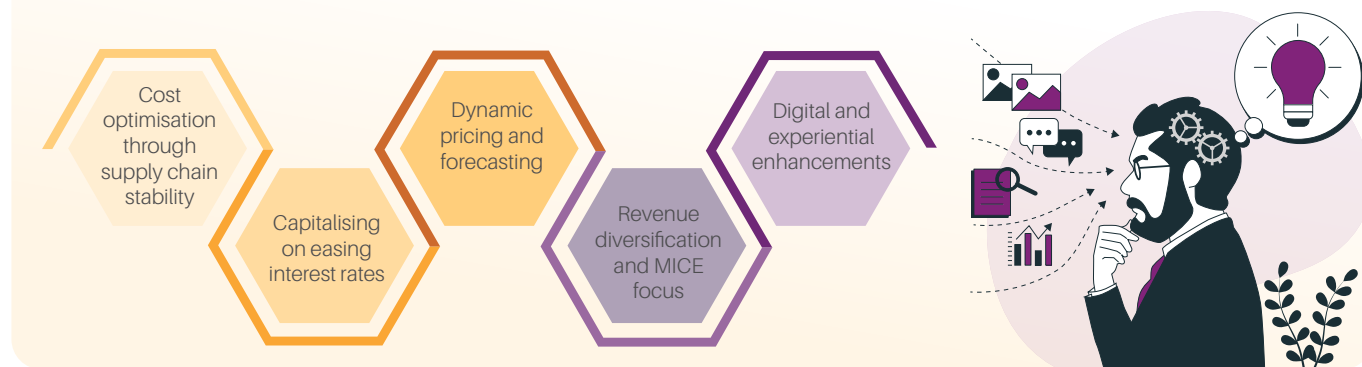 Cost
optimisation
through
supply chain
stability
Capitalising
on easing
interest rates
Dynamic
pricing and
forecasting
Revenue
diversification
and MICE
focus
Digital and
experiential
enhancements